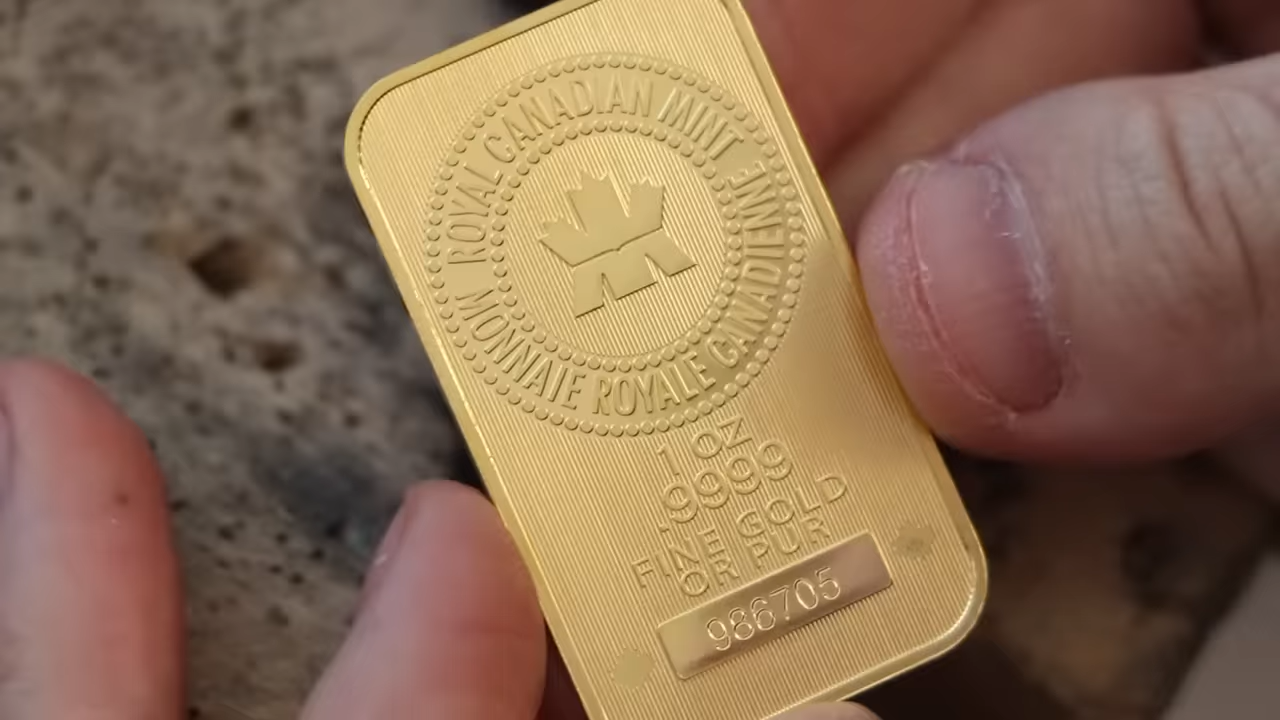 ROYAL CANADIAN MINT
MONNAIE ROYALE CANADIENNE
1 OZ
.9999
FINE GOLD
OR PUR
986705